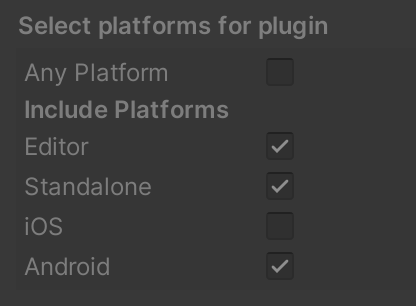 Select platforms for plugin
Any Platform
Include Platforms
Editor
Standalone
iOS
Android